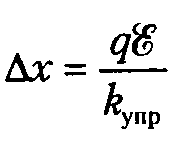 Δx = qℰ / kупр